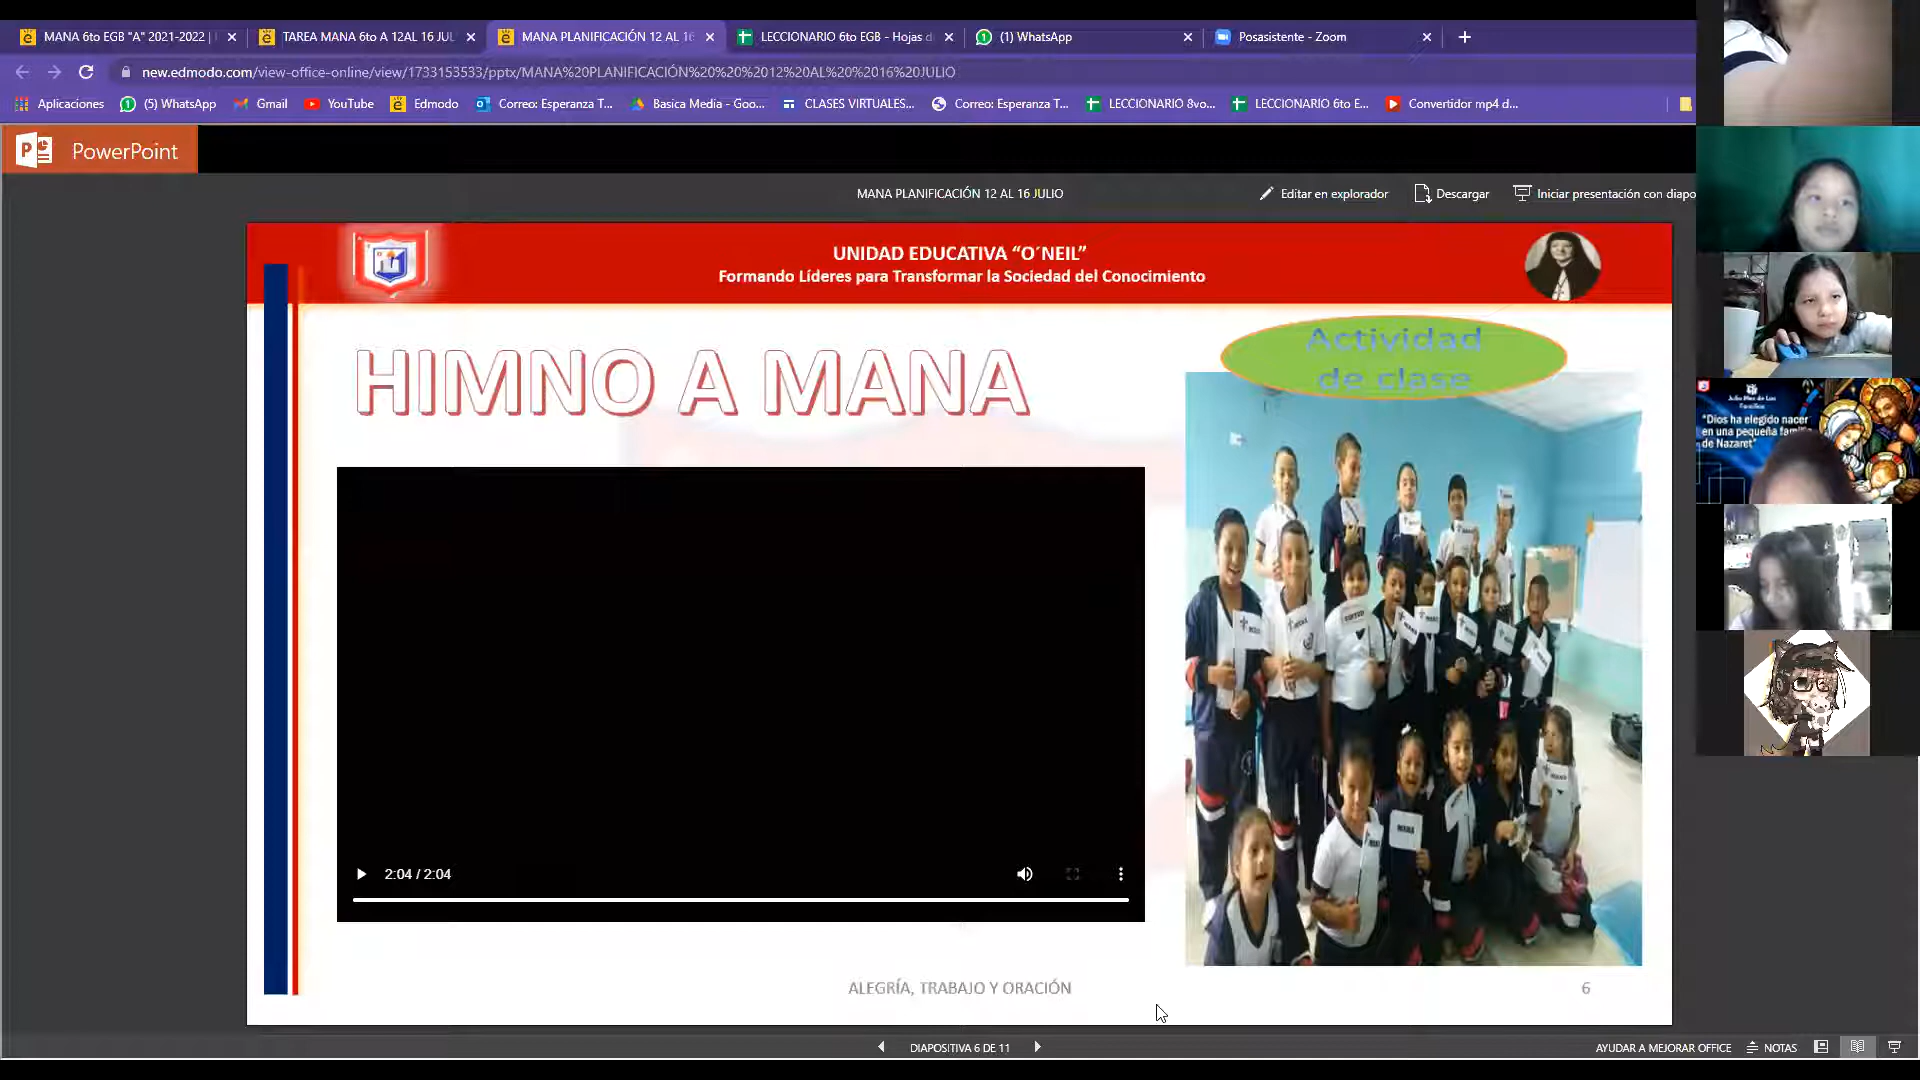 MANA 6to EGB "A" 2021-2022 |
TAREA MANA 6to A 12AL 16 JUL
MANA PLANIFICACIÓN 12 AL 16
LECCIONARIO 6to EGB - Hojas d
(1) WhatsApp
Posasistente - Zoom
new.edmodo.com/view-office-online/view/1733153533/pptx/MANA%20PLANIFICACIÓN%20%20%2012%20AL%20%2016%20JULIO
Aplicaciones
(5) WhatsApp
Gmail
YouTube
Edmodo
Correo: Esperanza T...
Basica Media - Goo...
CLASES VIRTUALES...
Correo: Esperanza T...
LECCIONARIO 8vo...
LECCIONARIO 6to E...
Convertidor mp4 d...
PowerPoint
MANA PLANIFICACIÓN 12 AL 16 JULIO
Editar en explorador
Descargar
Iniciar presentación con diapo
UNIDAD EDUCATIVA “O´NEIL”
Formando Líderes para Transformar la Sociedad del Conocimiento
HIMNO A MANA
Actividad
de clase
2:04 / 2:04
ALEGRÍA, TRABAJO Y ORACIÓN
6
Julio Mes de Las
Familias
"Dios ha elegido nacer
en una pequeña familia
de Nazaret"
DIAPOSITIVA 6 DE 11
AYUDAR A MEJORAR OFFICE
NOTAS